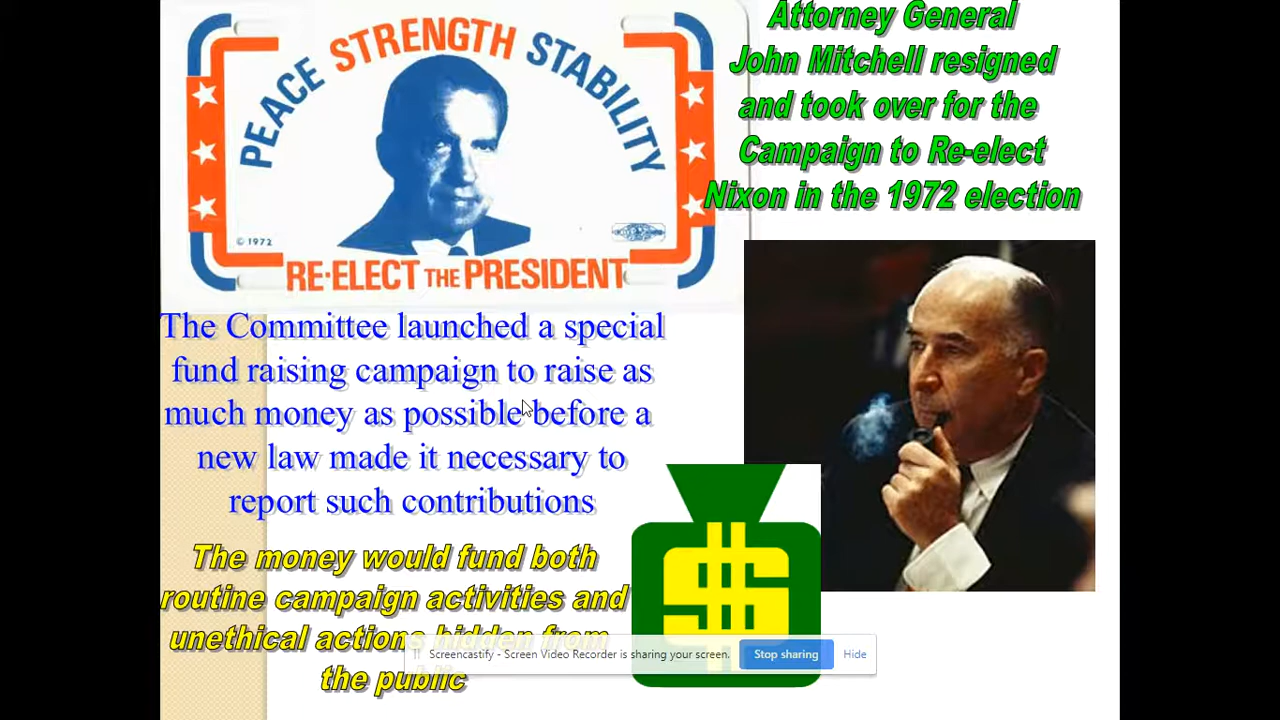 PEACE STRENGTH STABILITY
© 1972
RE-ELECT THE PRESIDENT
Attorney General
John Mitchell resigned
and took over for the
Campaign to Re-elect
Nixon in the 1972 election
The Committee launched a special
fund raising campaign to raise as
much money as possible before a
new law made it necessary to
report such contributions
The money would fund both
routine campaign activities and
unethical actions hidden from
the public
$
Screencastify - Screen Video Recorder is sharing your screen.
Stop sharing
Hide